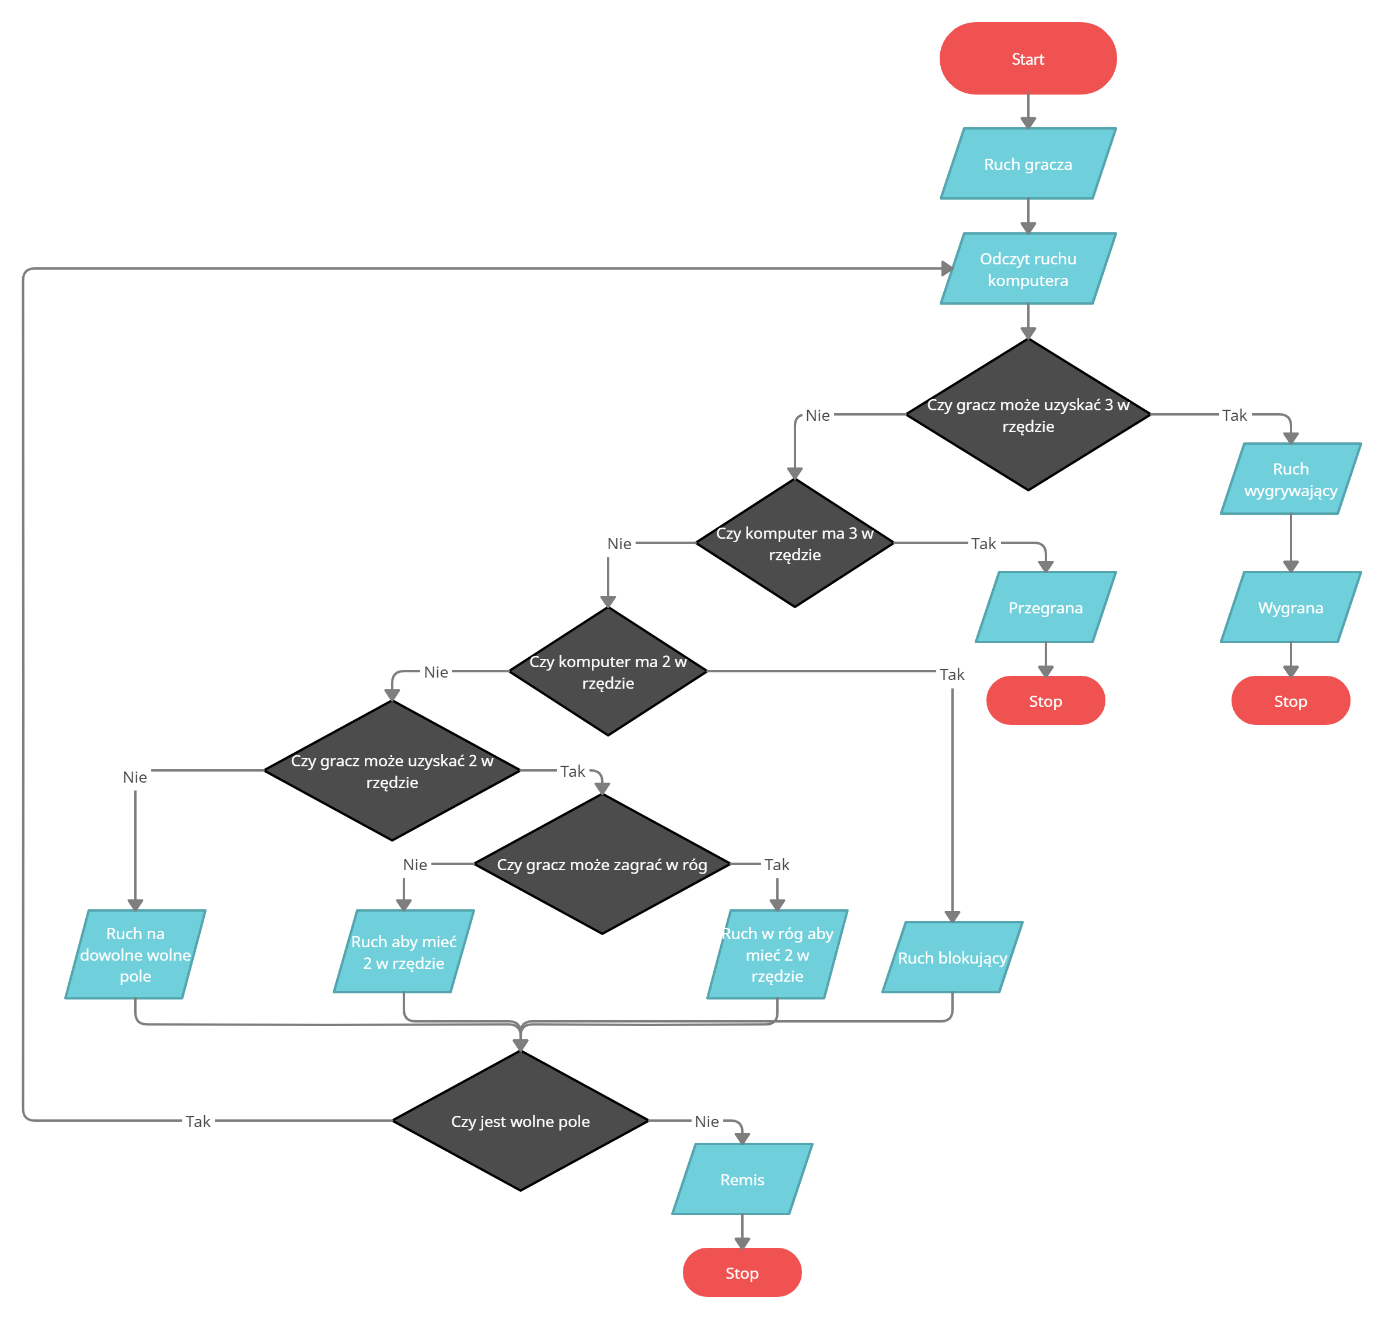 Start
Ruch gracza
Odczyt ruchu
komputera
Czy gracz może uzyskać 3 w
rzędzie
Nie
Tak
Ruch
wygrywający
Czy komputer ma 3 w
rzędzie
Nie
Tak
Przegrana
Wygrana
Czy komputer ma 2 w
rzędzie
Nie
Tak
Stop
Stop
Czy gracz może uzyskać 2 w
rzędzie
Nie
Tak
Czy gracz może zagrać w róg
Nie
Tak
Ruch na
dowolne wolne
pole
Ruch aby mieć
2 w rzędzie
Ruch w róg aby
mieć 2 w
rzędzie
Ruch blokujący
Czy jest wolne pole
Tak
Nie
Remis
Stop